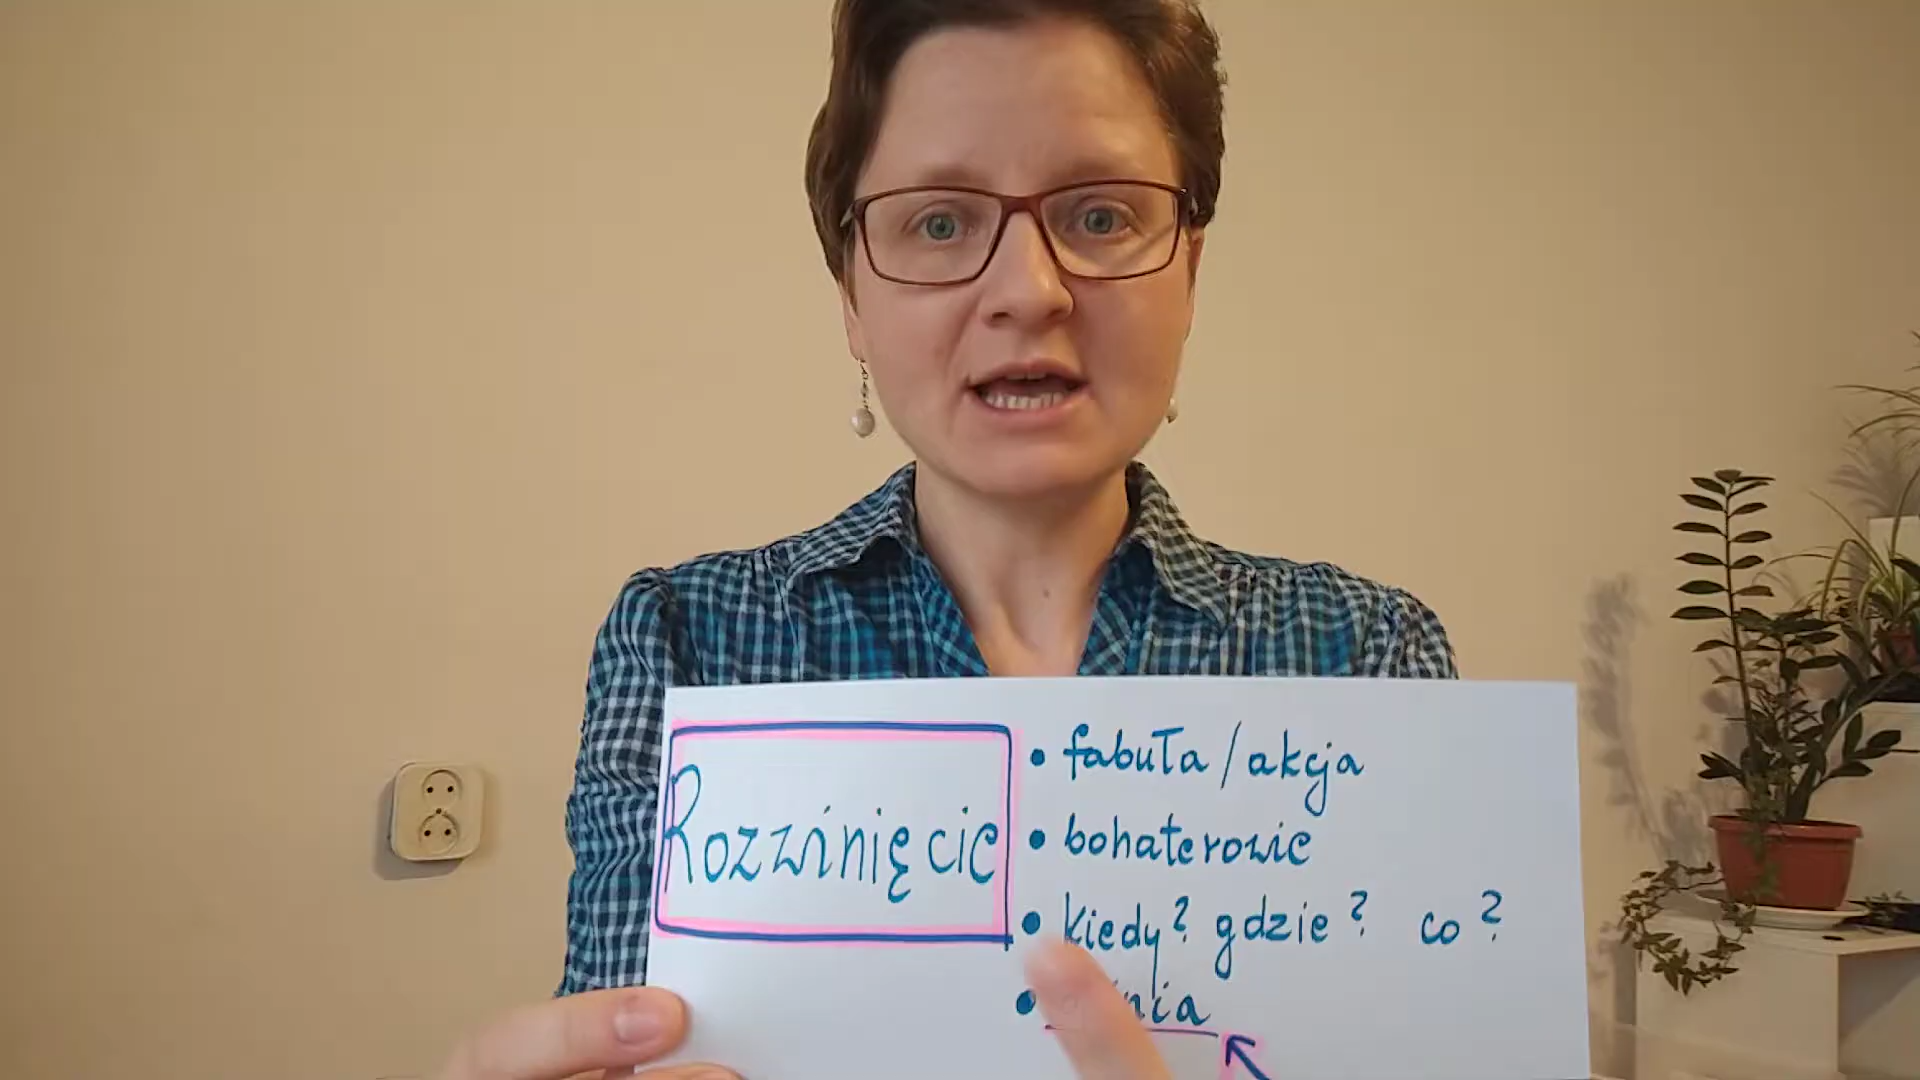 Rozwinięcie
• fabuła / akcja
• bohaterowie
• kiedy? gdzie? co?
•